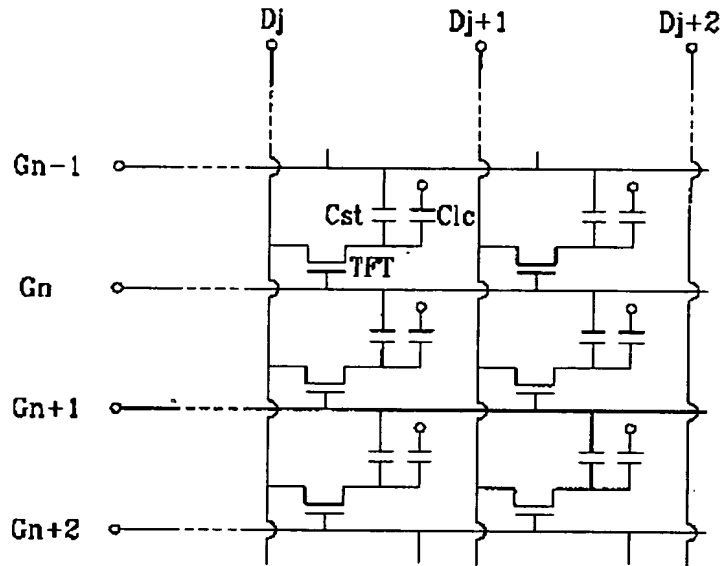 Dj Dj+1 Dj+2
Gn-1
Cst Clc
TFT
Gn
Gn+1
Gn+2